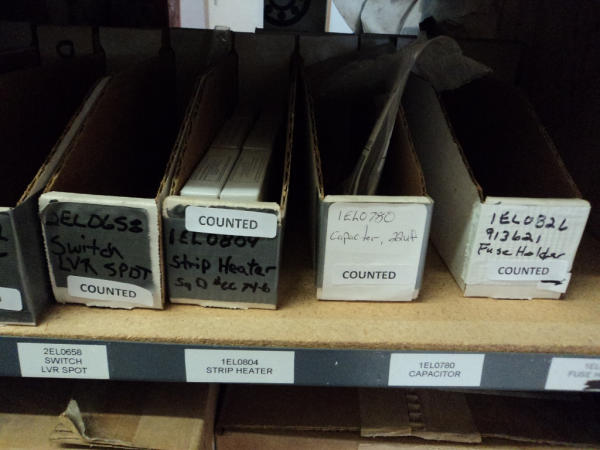 2EL0658
Switch
LVR SPDT
COUNTED
COUNTED
1EL0804
Strip Heater
Sq D
1EL0780
Capacitor, 22uf
COUNTED
1EL0826
913621
Fuse Holder
COUNTED
2EL0658
SWITCH
LVR SPOT
1EL0804
STRIP HEATER
1EL0780
CAPACITOR